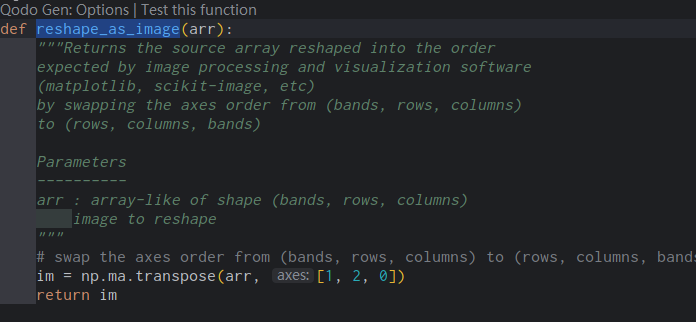 Qodo Gen: Options | Test this function
def reshape_as_image(arr):
"""Returns the source array reshaped into the order
expected by image processing and visualization software
(matplotlib, scikit-image, etc)
by swapping the axes order from (bands, rows, columns)
to (rows, columns, bands)
Parameters
----------
arr : array-like of shape (bands, rows, columns)
image to reshape
"""
# swap the axes order from (bands, rows, columns) to (rows, columns, bands
im = np.ma.transpose(arr, axes: [1, 2, 0])
return im